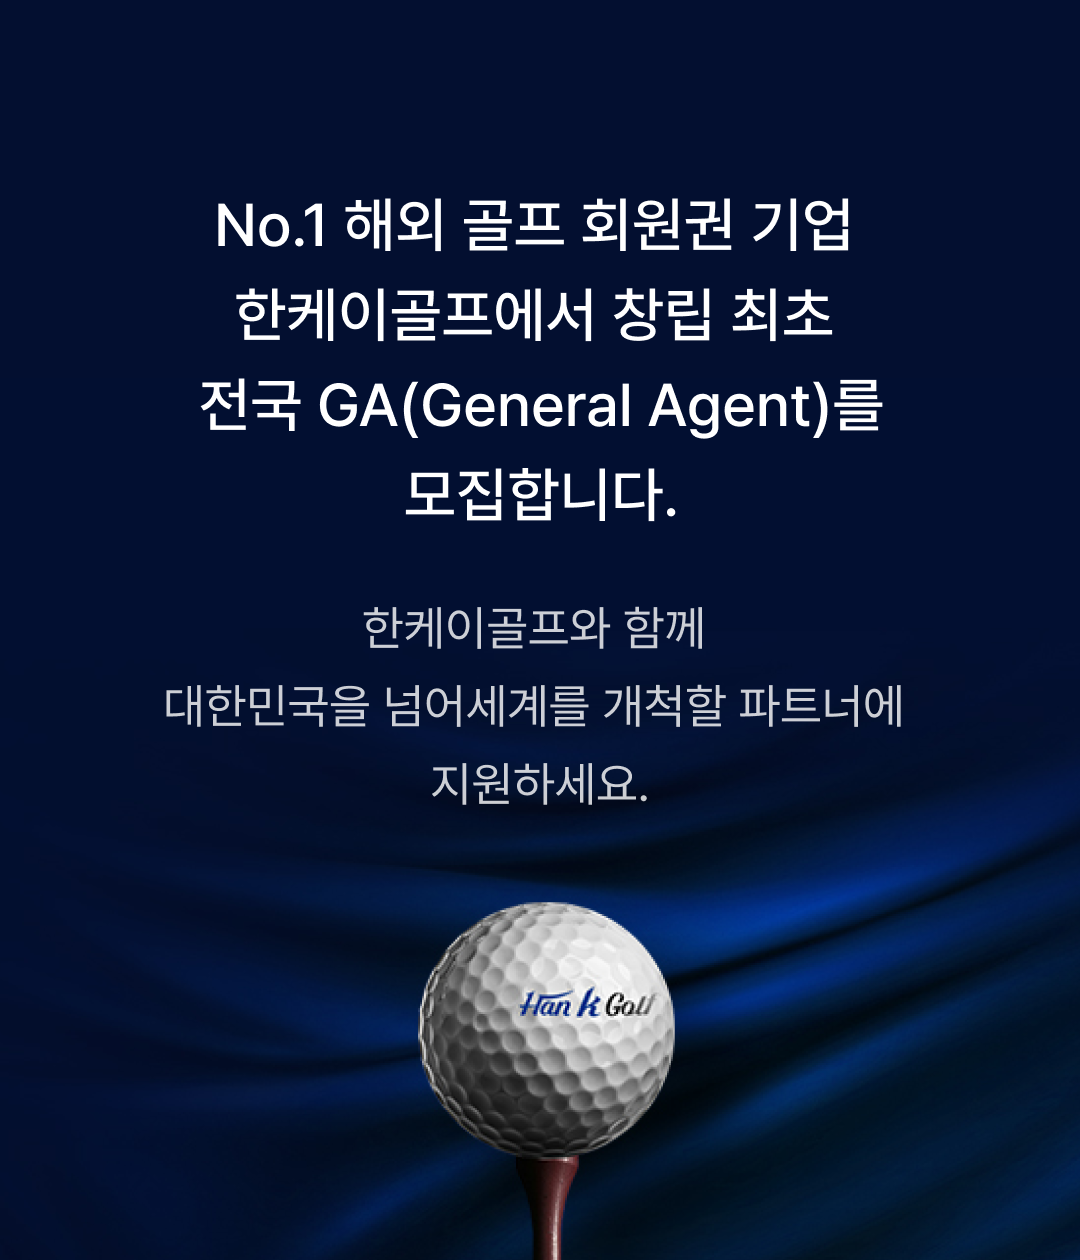 No.1 해외 골프 회원권 기업
한케이골프에서 창립 최초
전국 GA(General Agent)를
모집합니다.
한케이골프와 함께
대한민국을 넘어세계를 개척할 파트너에
지원하세요.
Han k Golf